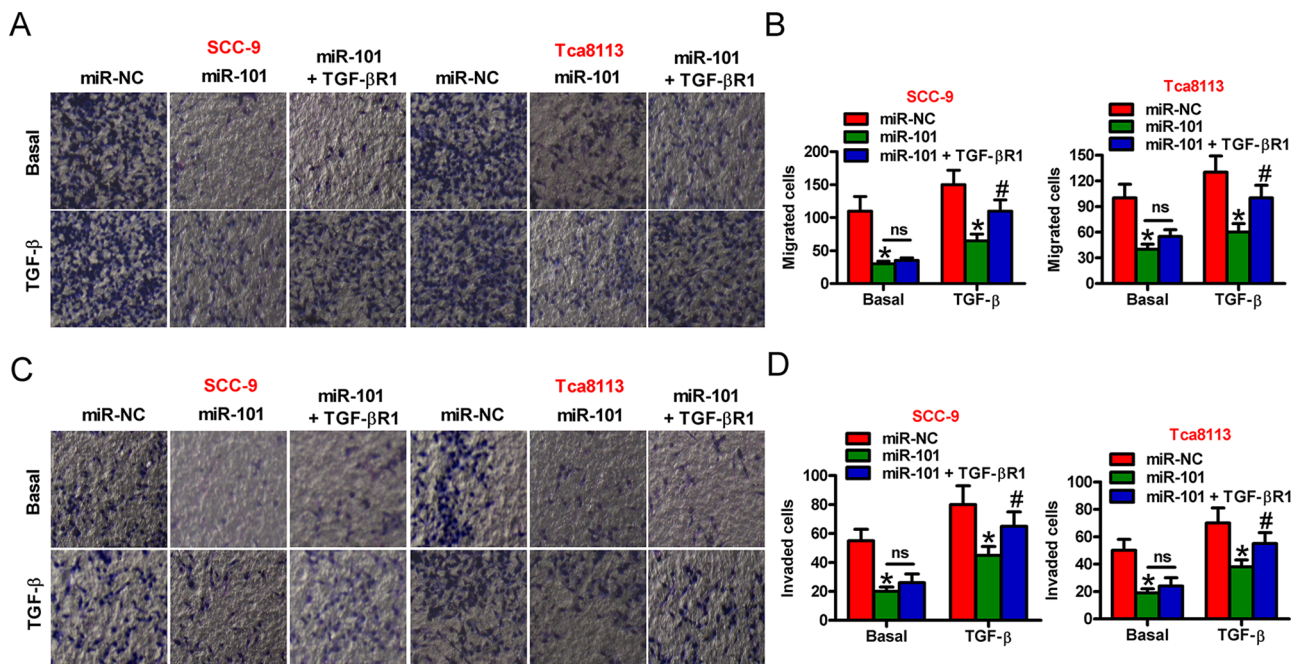 A
SCC-9
Tca8113
miR-NC
miR-101
miR-101
+ TGF-βR1
miR-NC
miR-101
miR-101
+ TGF-βR1
Basal
TGF-β
B
SCC-9
miR-NC
miR-101
miR-101 + TGF-βR1
Migrated cells
200
150
100
50
0
*
ns
*
#
Basal
TGF-β
Tca8113
miR-NC
miR-101
miR-101 + TGF-βR1
Migrated cells
150
120
90
60
30
0
*
ns
*
#
Basal
TGF-β
C
SCC-9
Tca8113
miR-NC
miR-101
miR-101
+ TGF-βR1
miR-NC
miR-101
miR-101
+ TGF-βR1
Basal
TGF-β
D
SCC-9
miR-NC
miR-101
miR-101 + TGF-βR1
Invaded cells
100
80
60
40
20
0
*
ns
*
#
Basal
TGF-β
Tca8113
miR-NC
miR-101
miR-101 + TGF-βR1
Invaded cells
100
80
60
40
20
0
*
ns
*
#
Basal
TGF-β